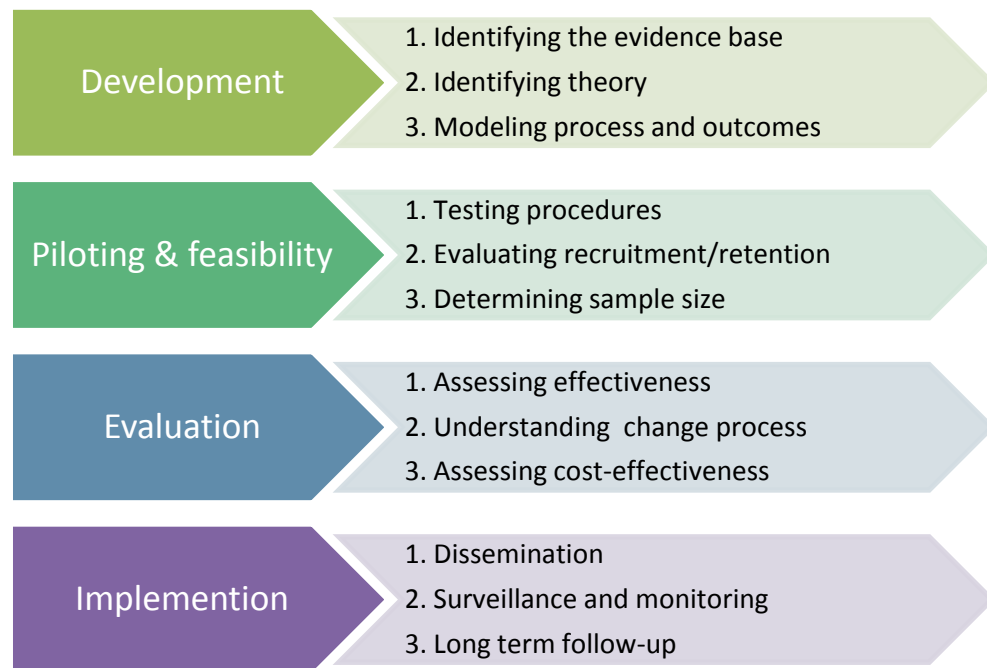 Development
1. Identifying the evidence base
2. Identifying theory
3. Modeling process and outcomes
Piloting & feasibility
1. Testing procedures
2. Evaluating recruitment/retention
3. Determining sample size
Evaluation
1. Assessing effectiveness
2. Understanding  change process
3. Assessing cost-effectiveness
Implemention
1. Dissemination
2. Surveillance and monitoring
3. Long term follow-up